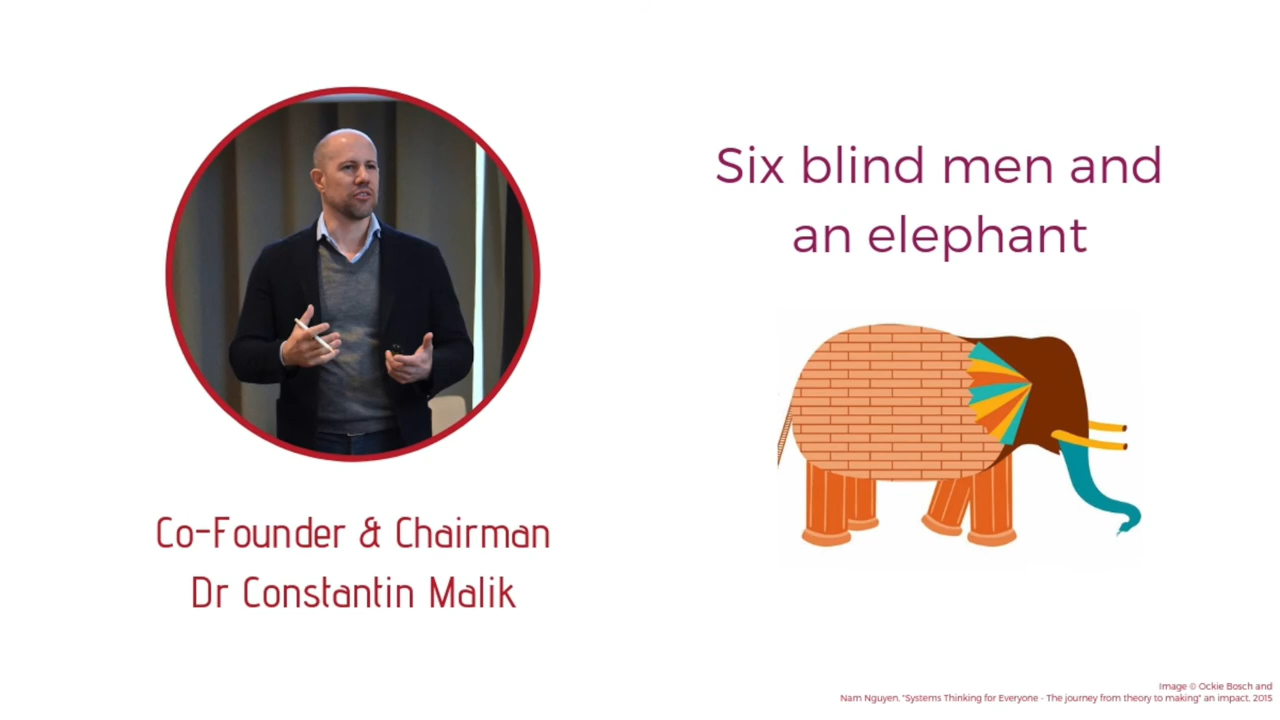 Six blind men and
an elephant
Co-Founder & Chairman
Dr Constantin Malik
Image © Ockie Bosch and
Nam Nguyen. "Systems Thinking for Everyone - The journey from theory to making" an impact, 2015